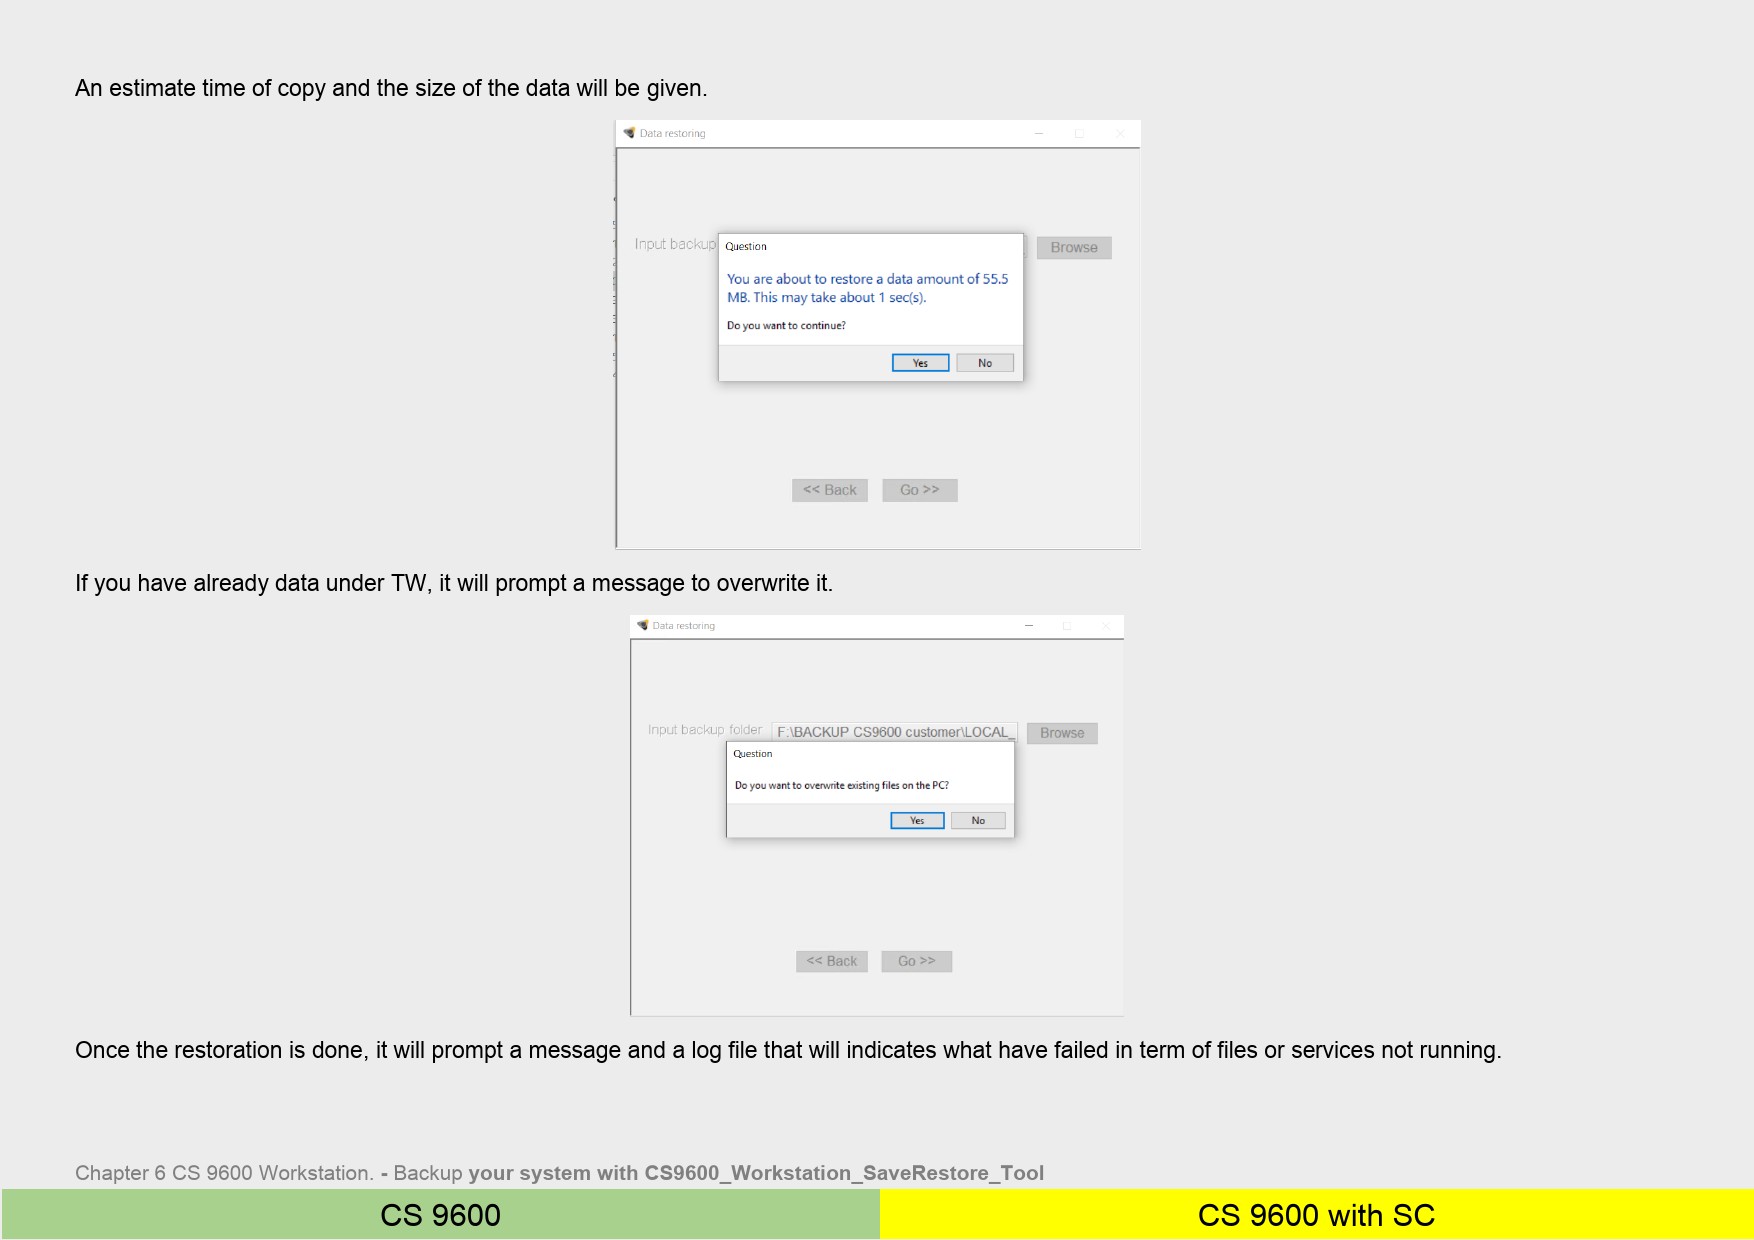 An estimate time of copy and the size of the data will be given.
Data restoring
Input backup
Browse
Question
You are about to restore a data amount of 55.5
MB. This may take about 1 sec(s).
Do you want to continue?
Yes No
<< Back Go >>
If you have already data under TW, it will prompt a message to overwrite it.
Data restoring
Input backup folder F:\BACKUP CS9600 customer\LOCAL_ Browse
Question
Do you want to overwrite existing files on the PC?
Yes No
<< Back Go >>
Once the restoration is done, it will prompt a message and a log file that will indicates what have failed in term of files or services not running.
Chapter 6 CS 9600 Workstation. - Backup your system with CS9600_Workstation_SaveRestore_Tool
CS 9600 CS 9600 with SC